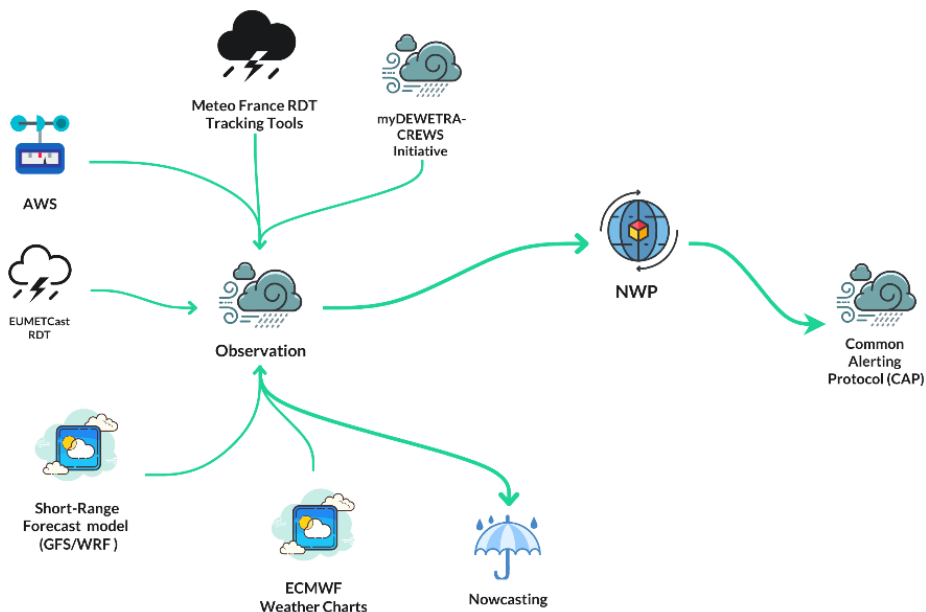 Meteo France RDT
Tracking Tools
myDEWETRA-
CREWS
Initiative
AWS
EUMETCast
RDT
Observation
NWP
Common
Alerting
Protocol (CAP)
Short-Range
Forecast model
(GFS/WRF )
ECMWF
Weather Charts
Nowcasting